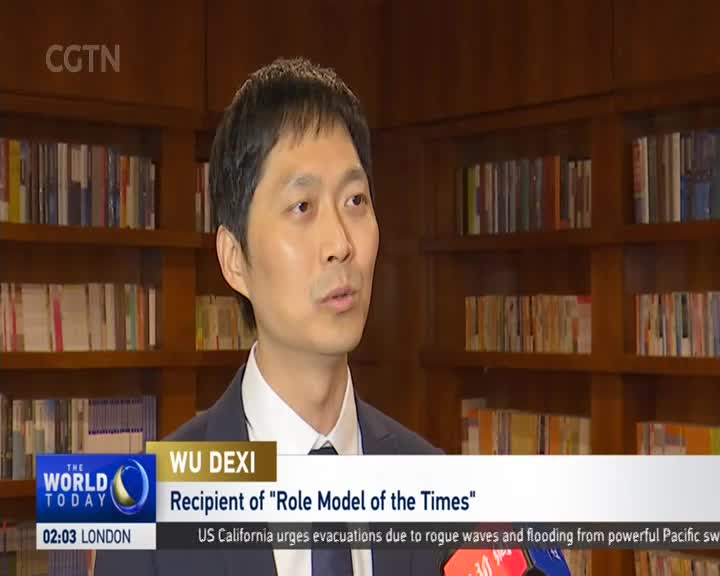 CGTN
WU DEXI
THE
WORLD
TODAY
Recipient of "Role Model of the Times"
02:03 LONDON
US California urges evacuations due to rogue waves and flooding from powerful Pacific sw